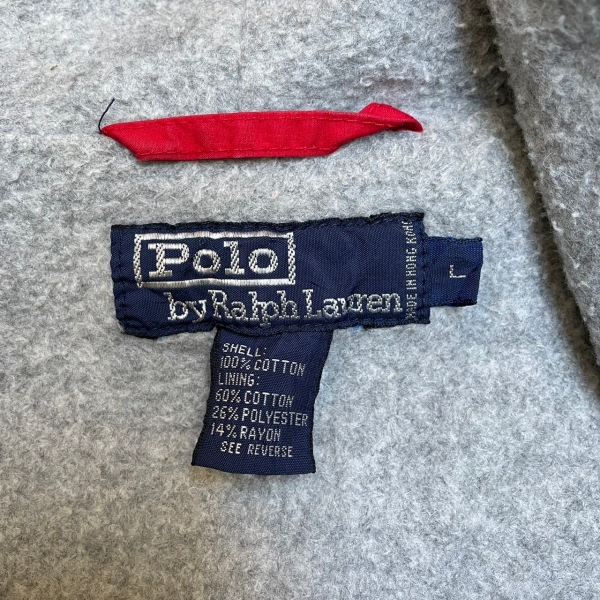 Polo
by Ralph Lauren
MADE IN HONG KONG
L
SHELL:
100% COTTON
LINING:
60% COTTON
26% POLYESTER
14% RAYON
SEE REVERSE